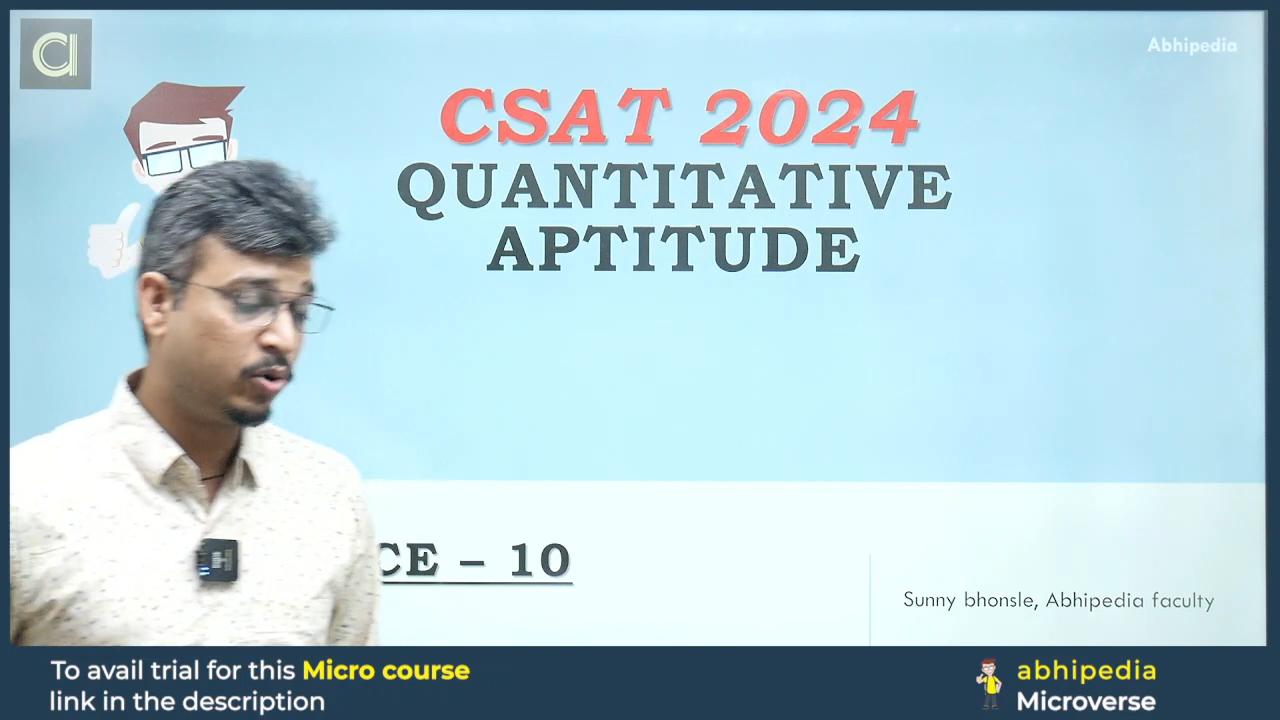 Abhipedia
CSAT 2024
QUANTITATIVE
APTITUDE
CE – 10
Sunny bhonsle, Abhipedia faculty
To avail trial for this Micro course
link in the description
abhipedia
Microverse